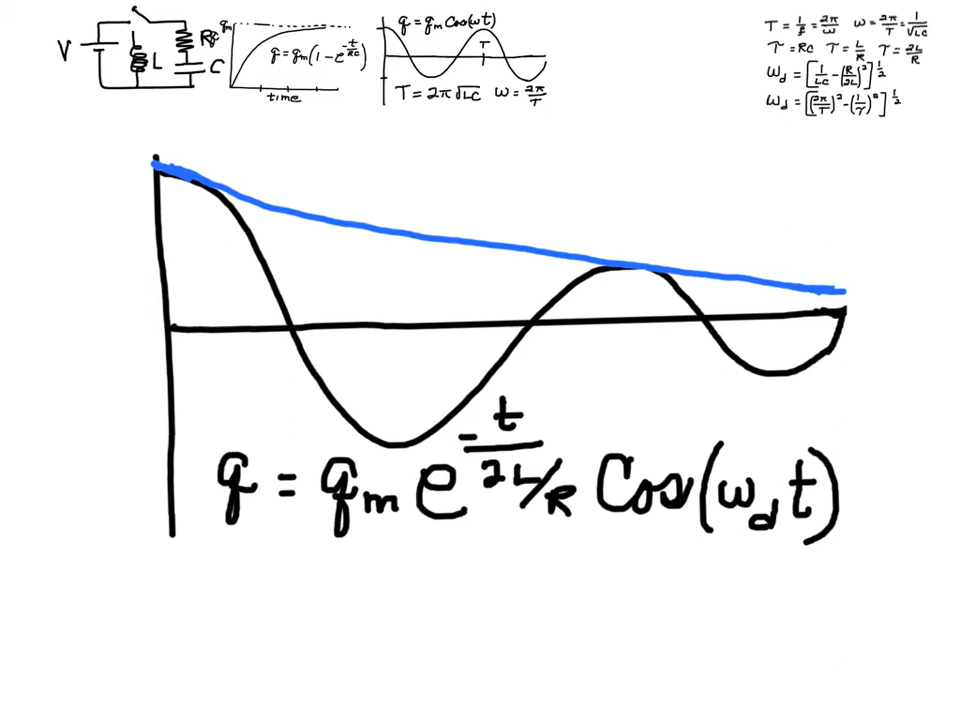 V
L
R
C
qm
q = qm(1 - e^-t/RC)
time
q = qm Cos(ωt)
T
T = 2π√LC ω = 2π/T
T = 1/f = 2π/ω ω = 2π/T = 1/√LC
τ = RC τ = L/R τ = 2L/R
ωd = [1/LC - (R/2L)²]^1/2
ωd = [(2π/T)² - (1/τ)²]^1/2
q = qm e^-t/2L/R Cos(ωd t)